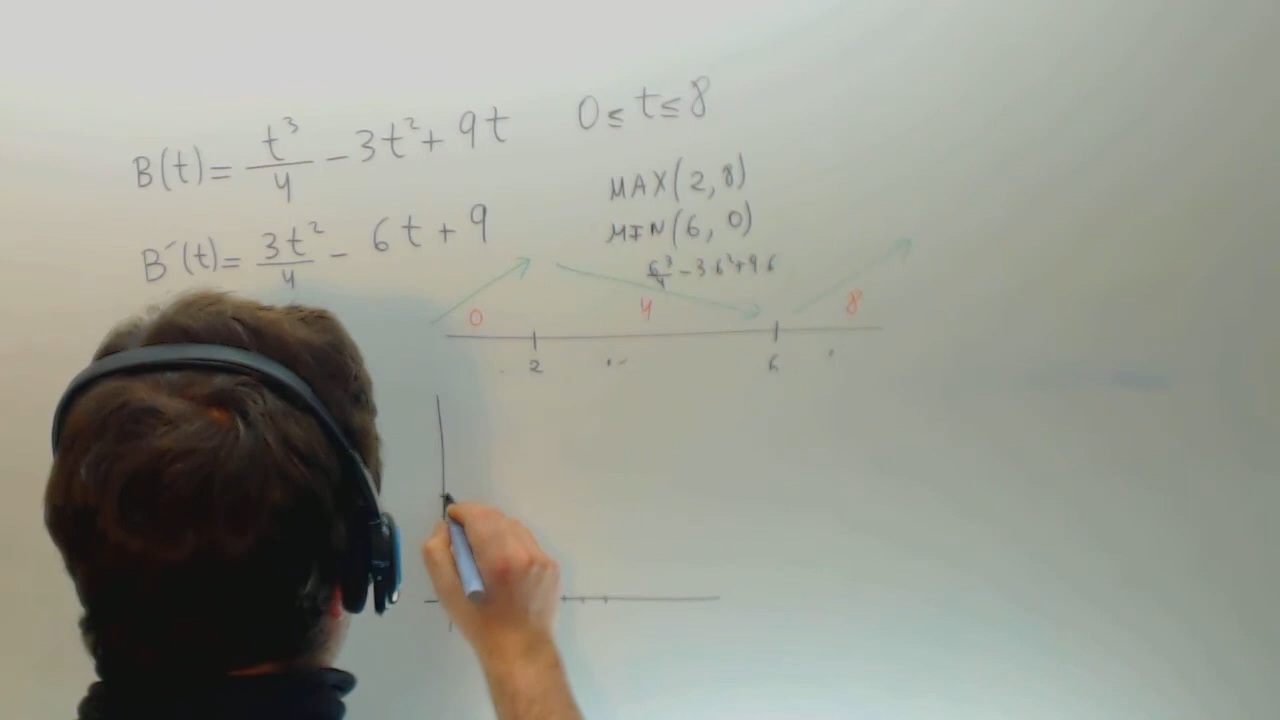 B(t)= t³/4 - 3t² + 9t
0 ≤ t ≤ 8
MAX(2,8)
B´(t)= 3t²/4 - 6t + 9
MIN(6,0)
6³/4 - 3 6² + 9 6
0 4 8
2 6